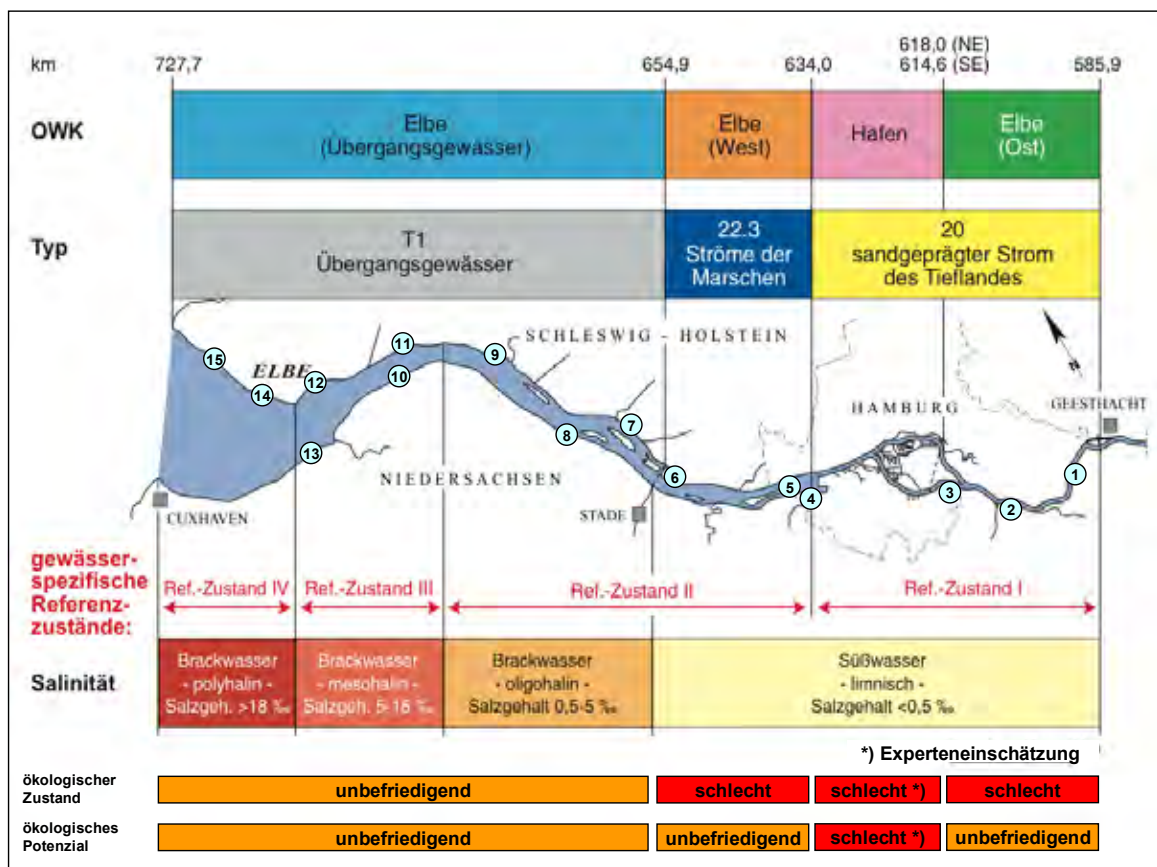 618,0 (NE)
km 727,7 654,9 634,0 614,6 (SE) 585,9
OWK
Elbe
(Übergangsgewässer)
Elbe
(West)
Hafen
Elbe
(Ost)
Typ
T1
Übergangsgewässer
22.3
Ströme der
Marschen
20
sandgeprägter Strom
des Tieflandes
SCHLESWIG - HOLSTEIN
ELBE
HAMBURG
GEESTHACHT
N
NIEDERSACHSEN
STADE
CUXHAVEN
15
14
12
11
10
13
9
8
7
6
5
4
3
2
1
gewässer-
spezifische
Referenz-
zustände:
Ref.-Zustand IV
Ref.-Zustand III
Ref.-Zustand II
Ref.-Zustand I
Salinität
Brackwasser
- polyhalin -
Salzgeh. >18 ‰
Brackwasser
- mesohalin -
Salzgeh. 5-18 ‰
Brackwasser
- oligohalin -
Salzgehalt 0,5-5 ‰
Süßwasser
- limnisch -
Salzgehalt <0,5 ‰
*) Experteneinschätzung
ökologischer
Zustand
unbefriedigend
schlecht
schlecht *)
schlecht
ökologisches
Potenzial
unbefriedigend
unbefriedigend
schlecht *)
unbefriedigend